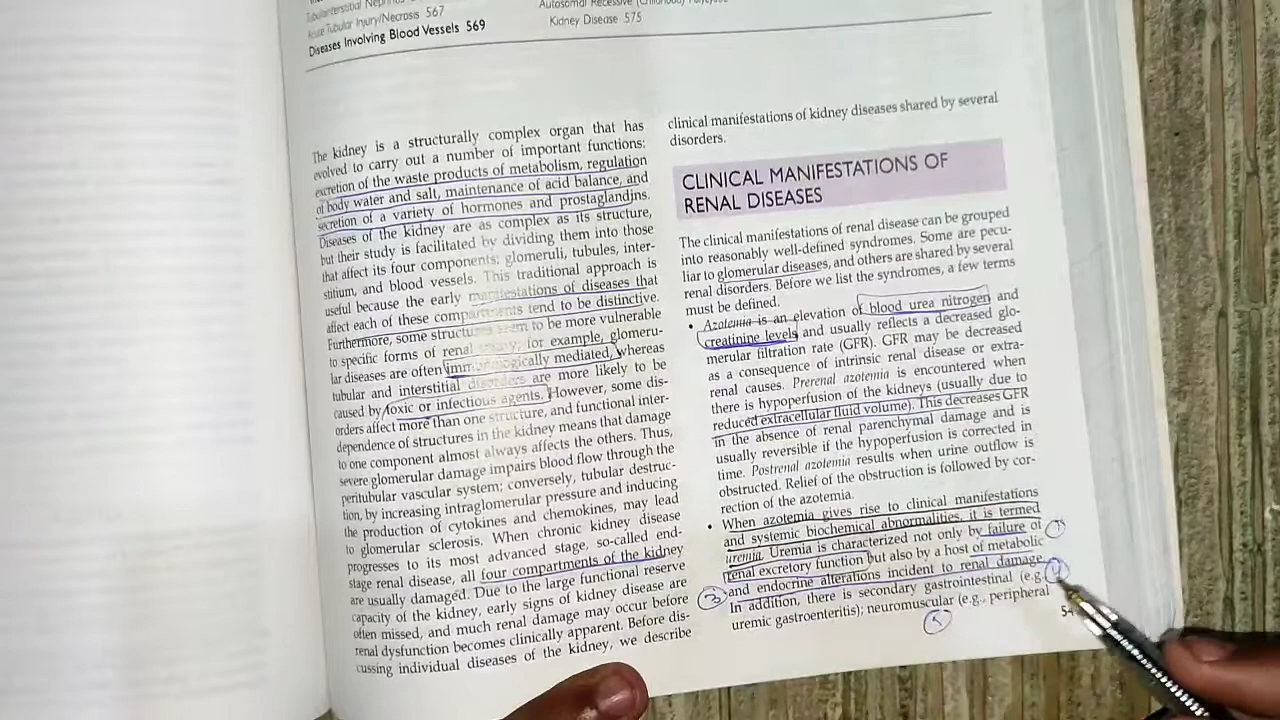 Tubulointerstitial Nephritis
Acute Tubular Injury/Necrosis 567
Diseases Involving Blood Vessels 569
Autosomal Recessive (Childhood) Polycystic
Kidney Disease 575
The kidney is a structurally complex organ that has
evolved to carry out a number of important functions:
excretion of the waste products of metabolism, regulation
of body water and salt, maintenance of acid balance, and
secretion of a variety of hormones and prostaglandins.
Diseases of the kidney are as complex as its structure,
but their study is facilitated by dividing them into those
that affect its four components: glomeruli, tubules, inter-
stitium, and blood vessels. This traditional approach is
useful because the early manifestations of diseases that
affect each of these compartments tend to be distinctive.
Furthermore, some structures seem to be more vulnerable
to specific forms of renal injury; for example, glomeru-
lar diseases are often immunologically mediated, whereas
tubular and interstitial disorders are more likely to be
caused by toxic or infectious agents. However, some dis-
orders affect more than one structure, and functional inter-
dependence of structures in the kidney means that damage
to one component almost always affects the others. Thus,
severe glomerular damage impairs blood flow through the
peritubular vascular system; conversely, tubular destruc-
tion, by increasing intraglomerular pressure and inducing
the production of cytokines and chemokines, may lead
to glomerular sclerosis. When chronic kidney disease
progresses to its most advanced stage, so-called end-
stage renal disease, all four compartments of the kidney
are usually damaged. Due to the large functional reserve
capacity of the kidney, early signs of kidney disease are
often missed, and much renal damage may occur before
renal dysfunction becomes clinically apparent. Before dis-
cussing individual diseases of the kidney, we describe
clinical manifestations of kidney diseases shared by several
disorders.
CLINICAL MANIFESTATIONS OF
RENAL DISEASES
The clinical manifestations of renal disease can be grouped
into reasonably well-defined syndromes. Some are pecu-
liar to glomerular diseases, and others are shared by several
renal disorders. Before we list the syndromes, a few terms
must be defined.
• Azotemia is an elevation of blood urea nitrogen and
creatinine levels and usually reflects a decreased glo-
merular filtration rate (GFR). GFR may be decreased
as a consequence of intrinsic renal disease or extra-
renal causes. Prerenal azotemia is encountered when
there is hypoperfusion of the kidneys (usually due to
reduced extracellular fluid volume). This decreases GFR
in the absence of renal parenchymal damage and is
usually reversible if the hypoperfusion is corrected in
time. Postrenal azotemia results when urine outflow is
obstructed. Relief of the obstruction is followed by cor-
rection of the azotemia.
• When azotemia gives rise to clinical manifestations
and systemic biochemical abnormalities, it is termed
uremia. Uremia is characterized not only by failure of
renal excretory function but also by a host of metabolic
and endocrine alterations incident to renal damage.
In addition, there is secondary gastrointestinal (e.g.
uremic gastroenteritis); neuromuscular (e.g., peripheral